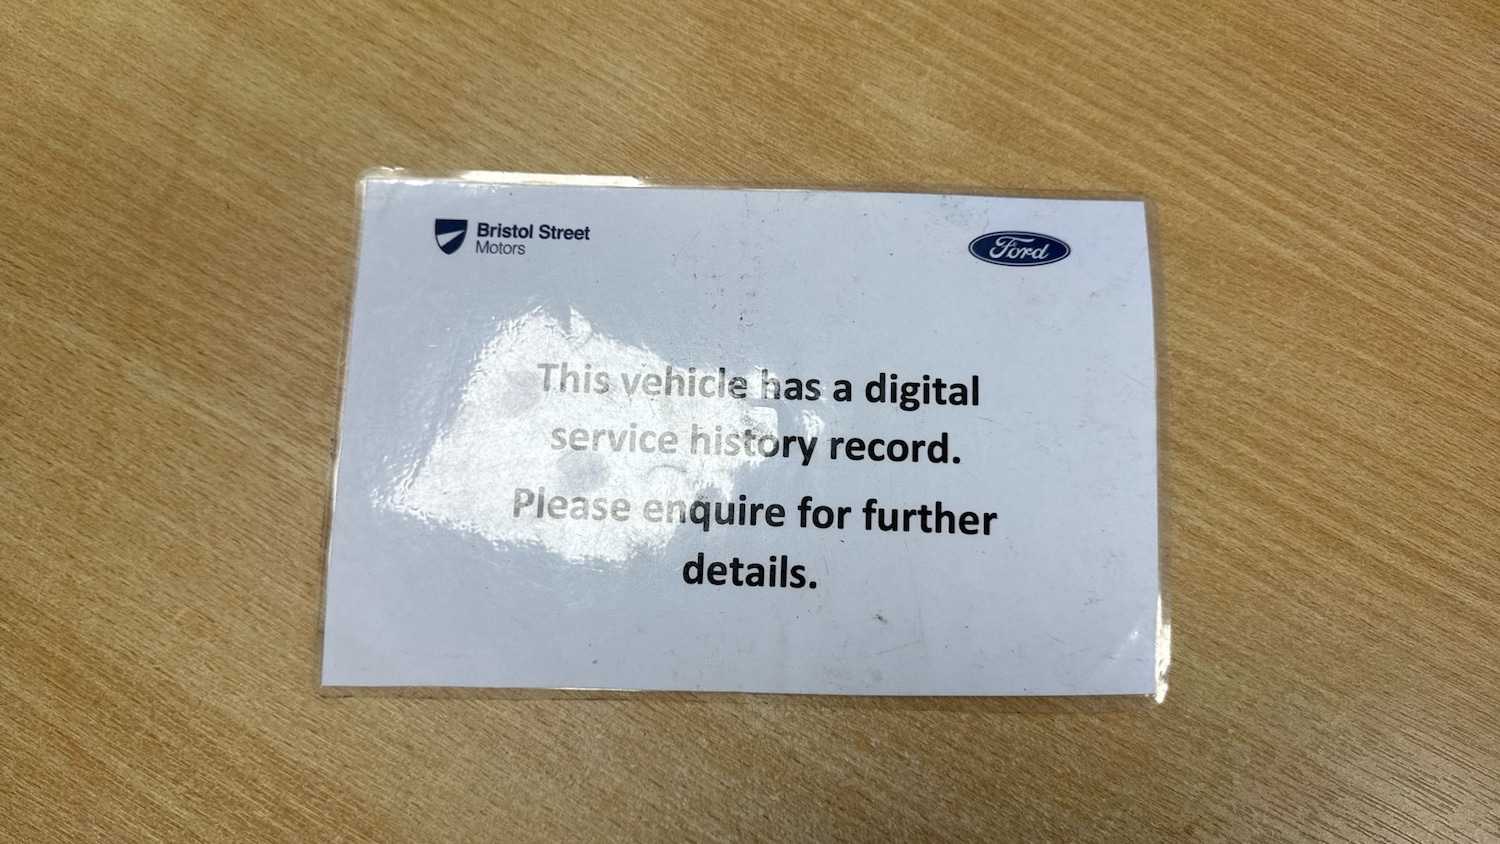 Bristol Street
Motors
Ford
This vehicle has a digital
service history record.
Please enquire for further
details.